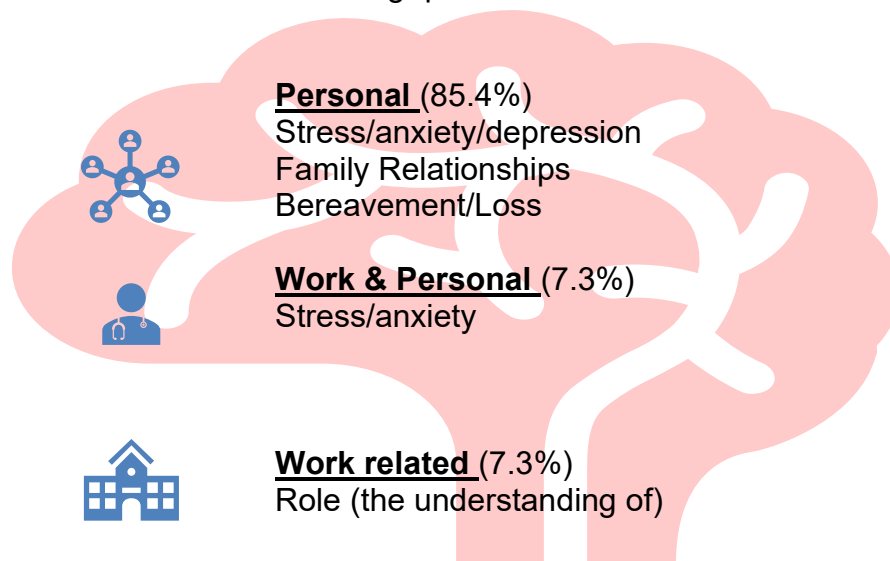 Personal (85.4%)
Stress/anxiety/depression
Family Relationships
Bereavement/Loss
Work & Personal (7.3%)
Stress/anxiety
Work related (7.3%)
Role (the understanding of)